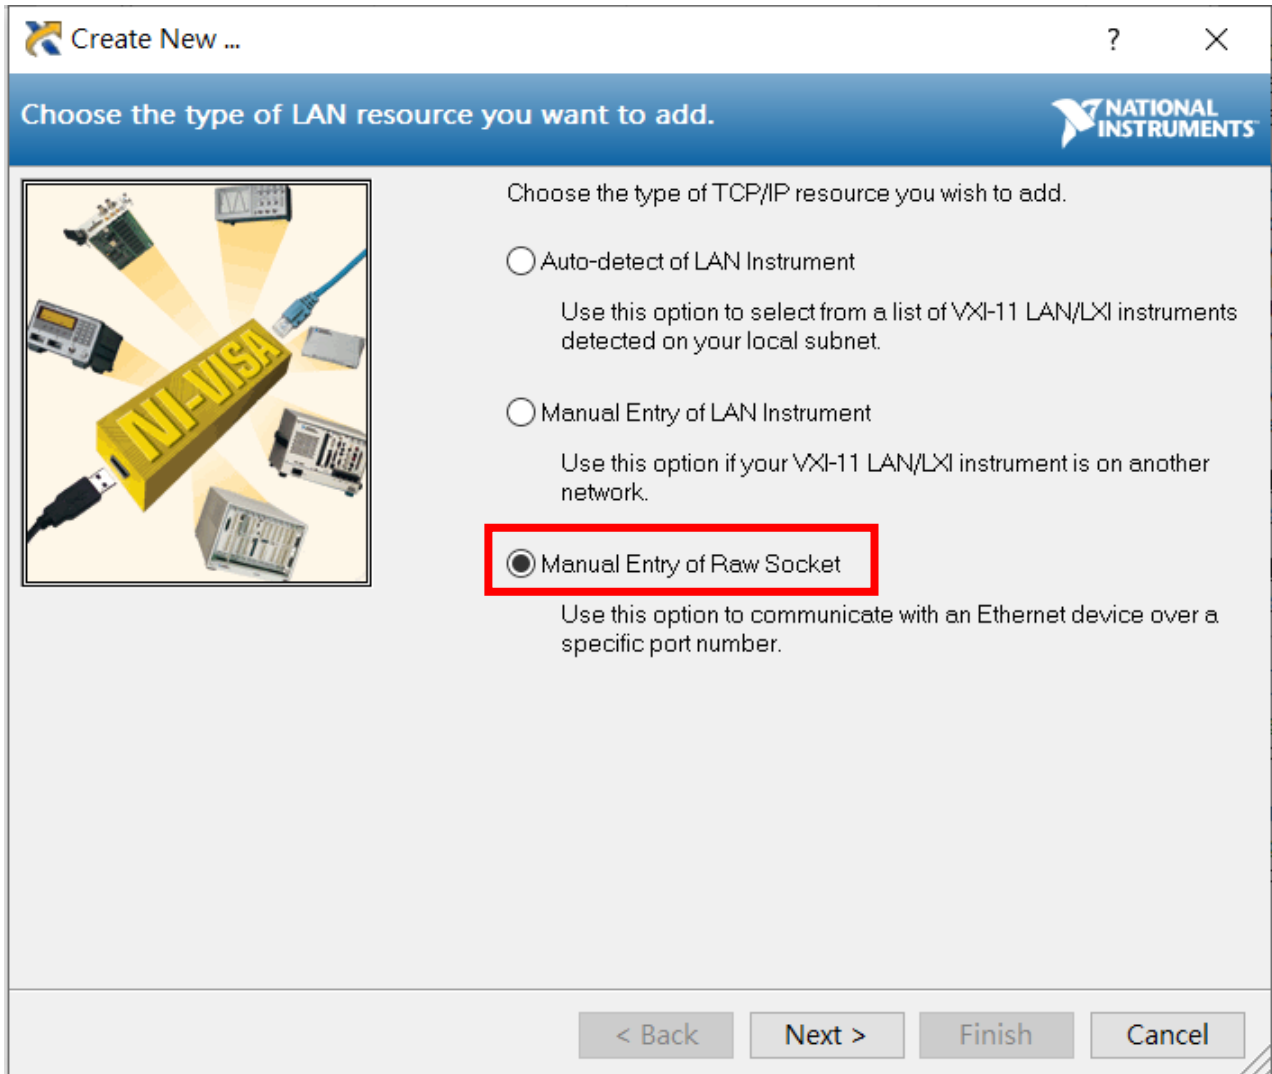 Create New ...
?
Choose the type of LAN resource you want to add.
NATIONAL
INSTRUMENTS
NI-VISA
Choose the type of TCP/IP resource you wish to add.
Auto-detect of LAN Instrument
Use this option to select from a list of VXI-11 LAN/LXI instruments
detected on your local subnet.
Manual Entry of LAN Instrument
Use this option if your VXI-11 LAN/LXI instrument is on another
network.
Manual Entry of Raw Socket
Use this option to communicate with an Ethernet device over a
specific port number.
< Back
Next >
Finish
Cancel